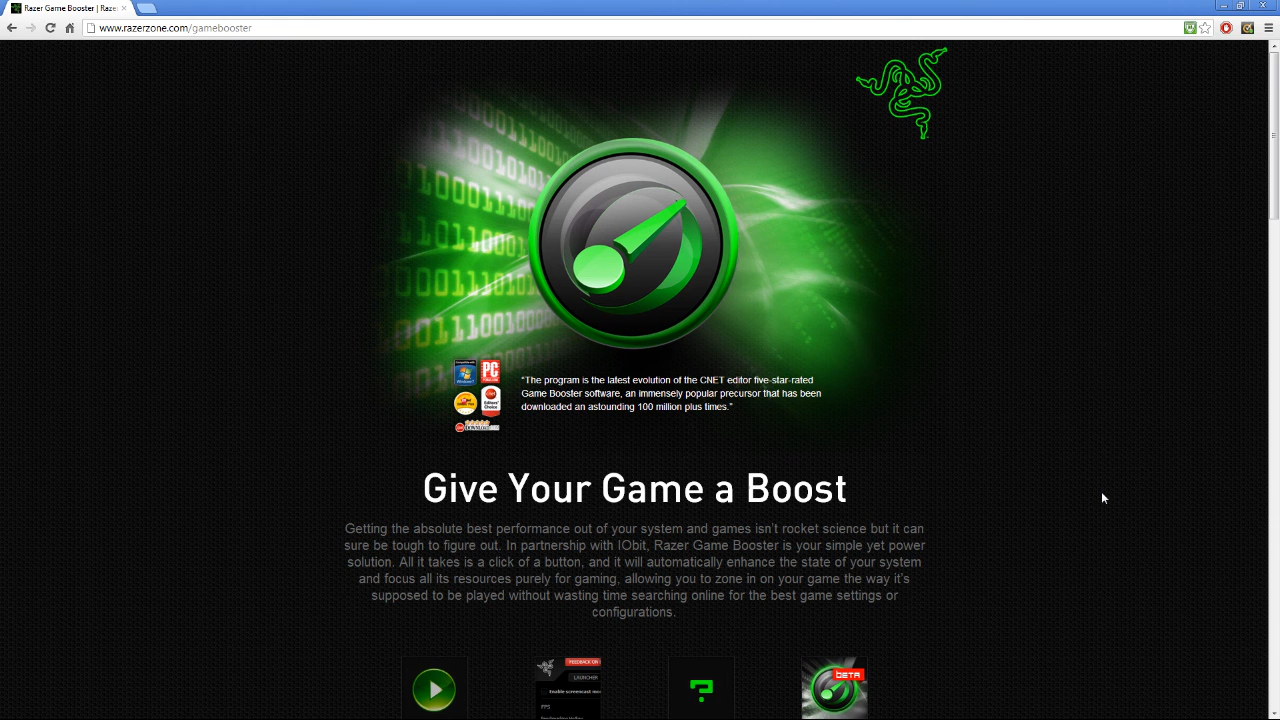 Razer Game Booster | Razer
www.razerzone.com/gamebooster
"The program is the latest evolution of the CNET editor five-star-rated
Game Booster software, an immensely popular precursor that has been
downloaded an astounding 100 million plus times."
Give Your Game a Boost
Getting the absolute best performance out of your system and games isn't rocket science but it can
sure be tough to figure out. In partnership with IObit, Razer Game Booster is your simple yet power
solution. All it takes is a click of a button, and it will automatically enhance the state of your system
and focus all its resources purely for gaming, allowing you to zone in on your game the way it's
supposed to be played without wasting time searching online for the best game settings or
configurations.
FEEDBACK
LAUNCHER
Enable screencast
FPS
BETA